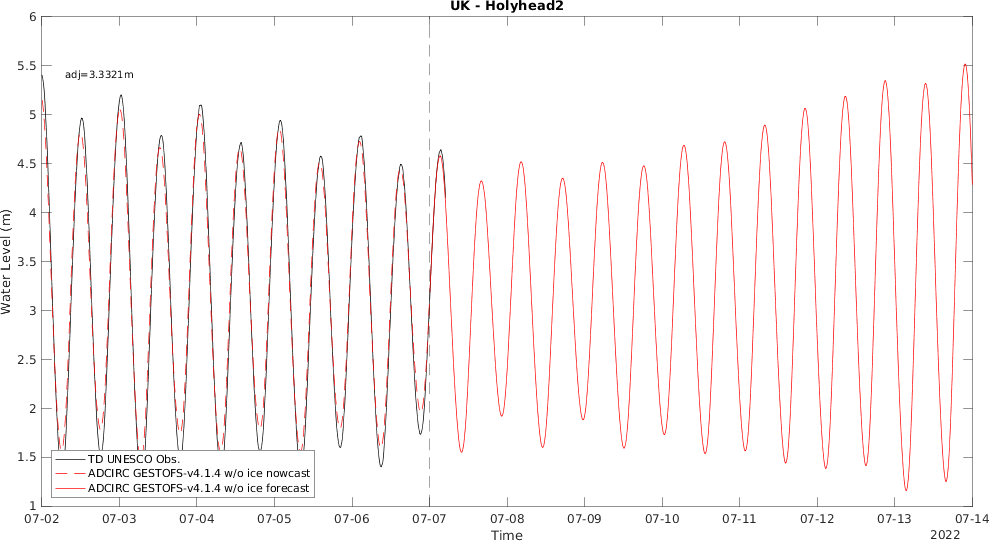 UK - Holyhead2
adj=3.3321m
Water Level (m)
6
5.5
5
4.5
4
3.5
3
2.5
2
1.5
1
TD UNESCO Obs.
ADCIRC GESTOFS-v4.1.4 w/o ice nowcast
ADCIRC GESTOFS-v4.1.4 w/o ice forecast
07-02 07-03 07-04 07-05 07-06 07-07 07-08 07-09 07-10 07-11 07-12 07-13 07-14
Time
2022